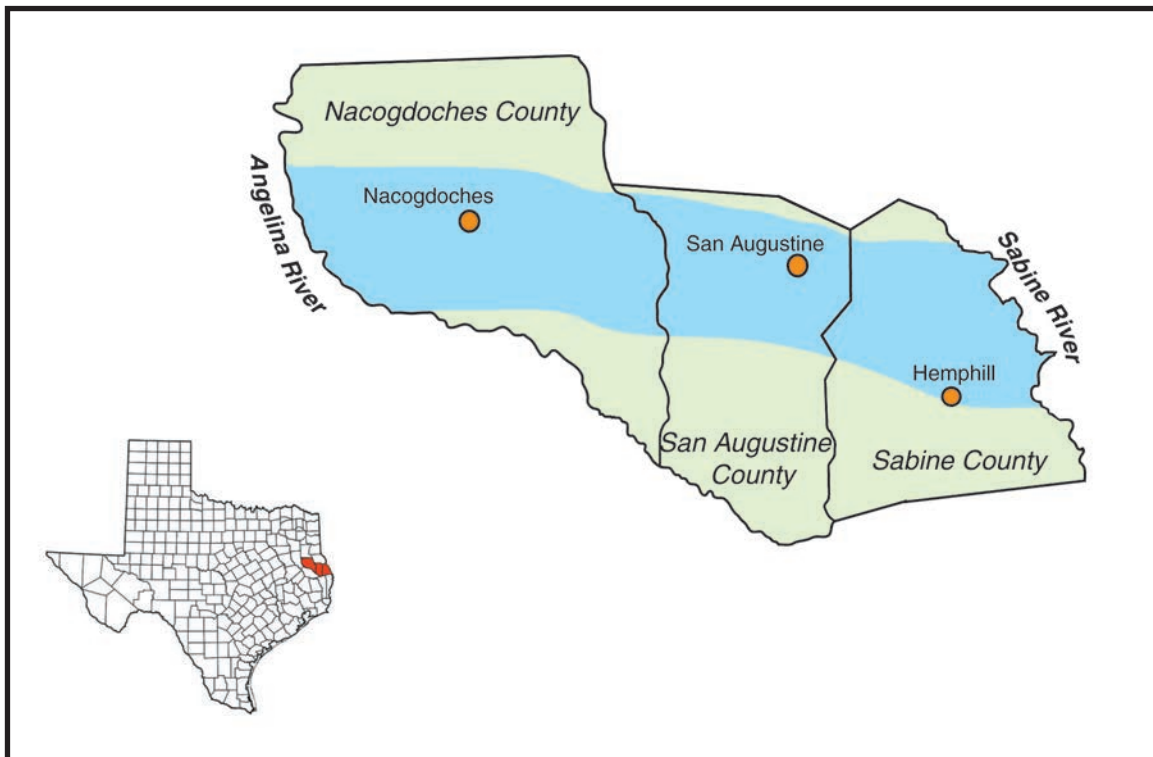 Nacogdoches County
Angelina River
Nacogdoches
San Augustine
Sabine River
Hemphill
San Augustine
County
Sabine County